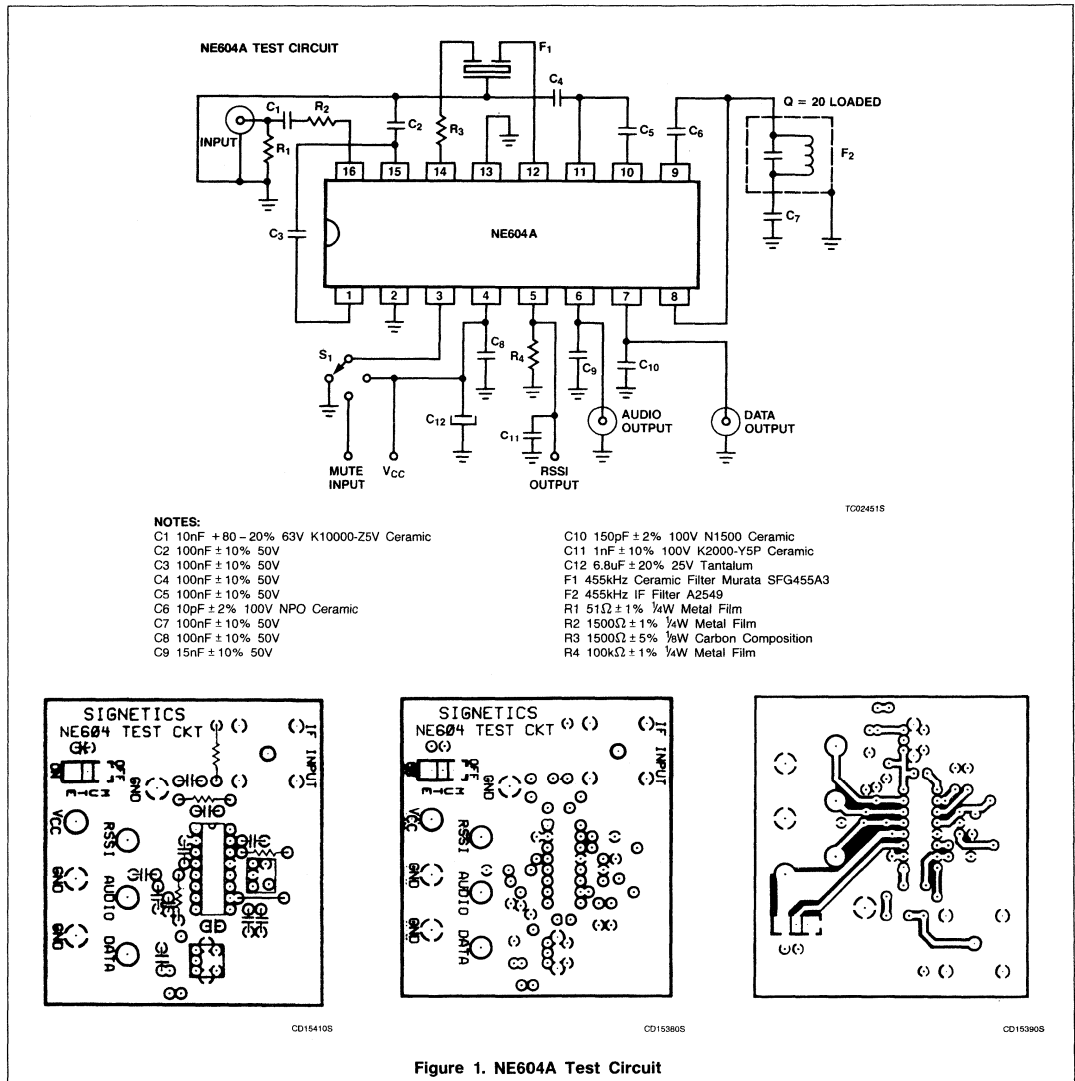 NE604A TEST CIRCUIT
F1
C4
Q = 20 LOADED
C1
R2
INPUT
R1
C2
R3
C5
C6
F2
16
15
14
13
12
11
10
9
C7
C3
NE604A
1
2
3
4
5
6
7
8
S1
C8
R4
C9
C10
C12
C11
AUDIO OUTPUT
DATA OUTPUT
MUTE INPUT
VCC
RSSI OUTPUT
TC02451S
NOTES:
C1 10nF +80 – 20% 63V K10000-Z5V Ceramic
C2 100nF ± 10% 50V
C3 100nF ± 10% 50V
C4 100nF ± 10% 50V
C5 100nF ± 10% 50V
C6 10pF ± 2% 100V NPO Ceramic
C7 100nF ± 10% 50V
C8 100nF ± 10% 50V
C9 15nF ± 10% 50V
C10 150pF ± 2% 100V N1500 Ceramic
C11 1nF ± 10% 100V K2000-Y5P Ceramic
C12 6.8uF ± 20% 25V Tantalum
F1 455kHz Ceramic Filter Murata SFG455A3
F2 455kHz IF Filter A2549
R1 51Ω ± 1% 1/4W Metal Film
R2 1500Ω ± 1% 1/4W Metal Film
R3 1500Ω ± 5% 1/8W Carbon Composition
R4 100kΩ ± 1% 1/4W Metal Film
SIGNETICS
NE604 TEST CKT
IF INPUT
ON
OFF
MUTE
GND
VCC
RSSI
GND
AUDIO
GND
DATA
CD15410S
SIGNETICS
NE604 TEST CKT
IF INPUT
OFF
MUTE
GND
VCC
RSSI
GND
AUDIO
GND
DATA
CD15380S
CD15390S
Figure 1. NE604A Test Circuit